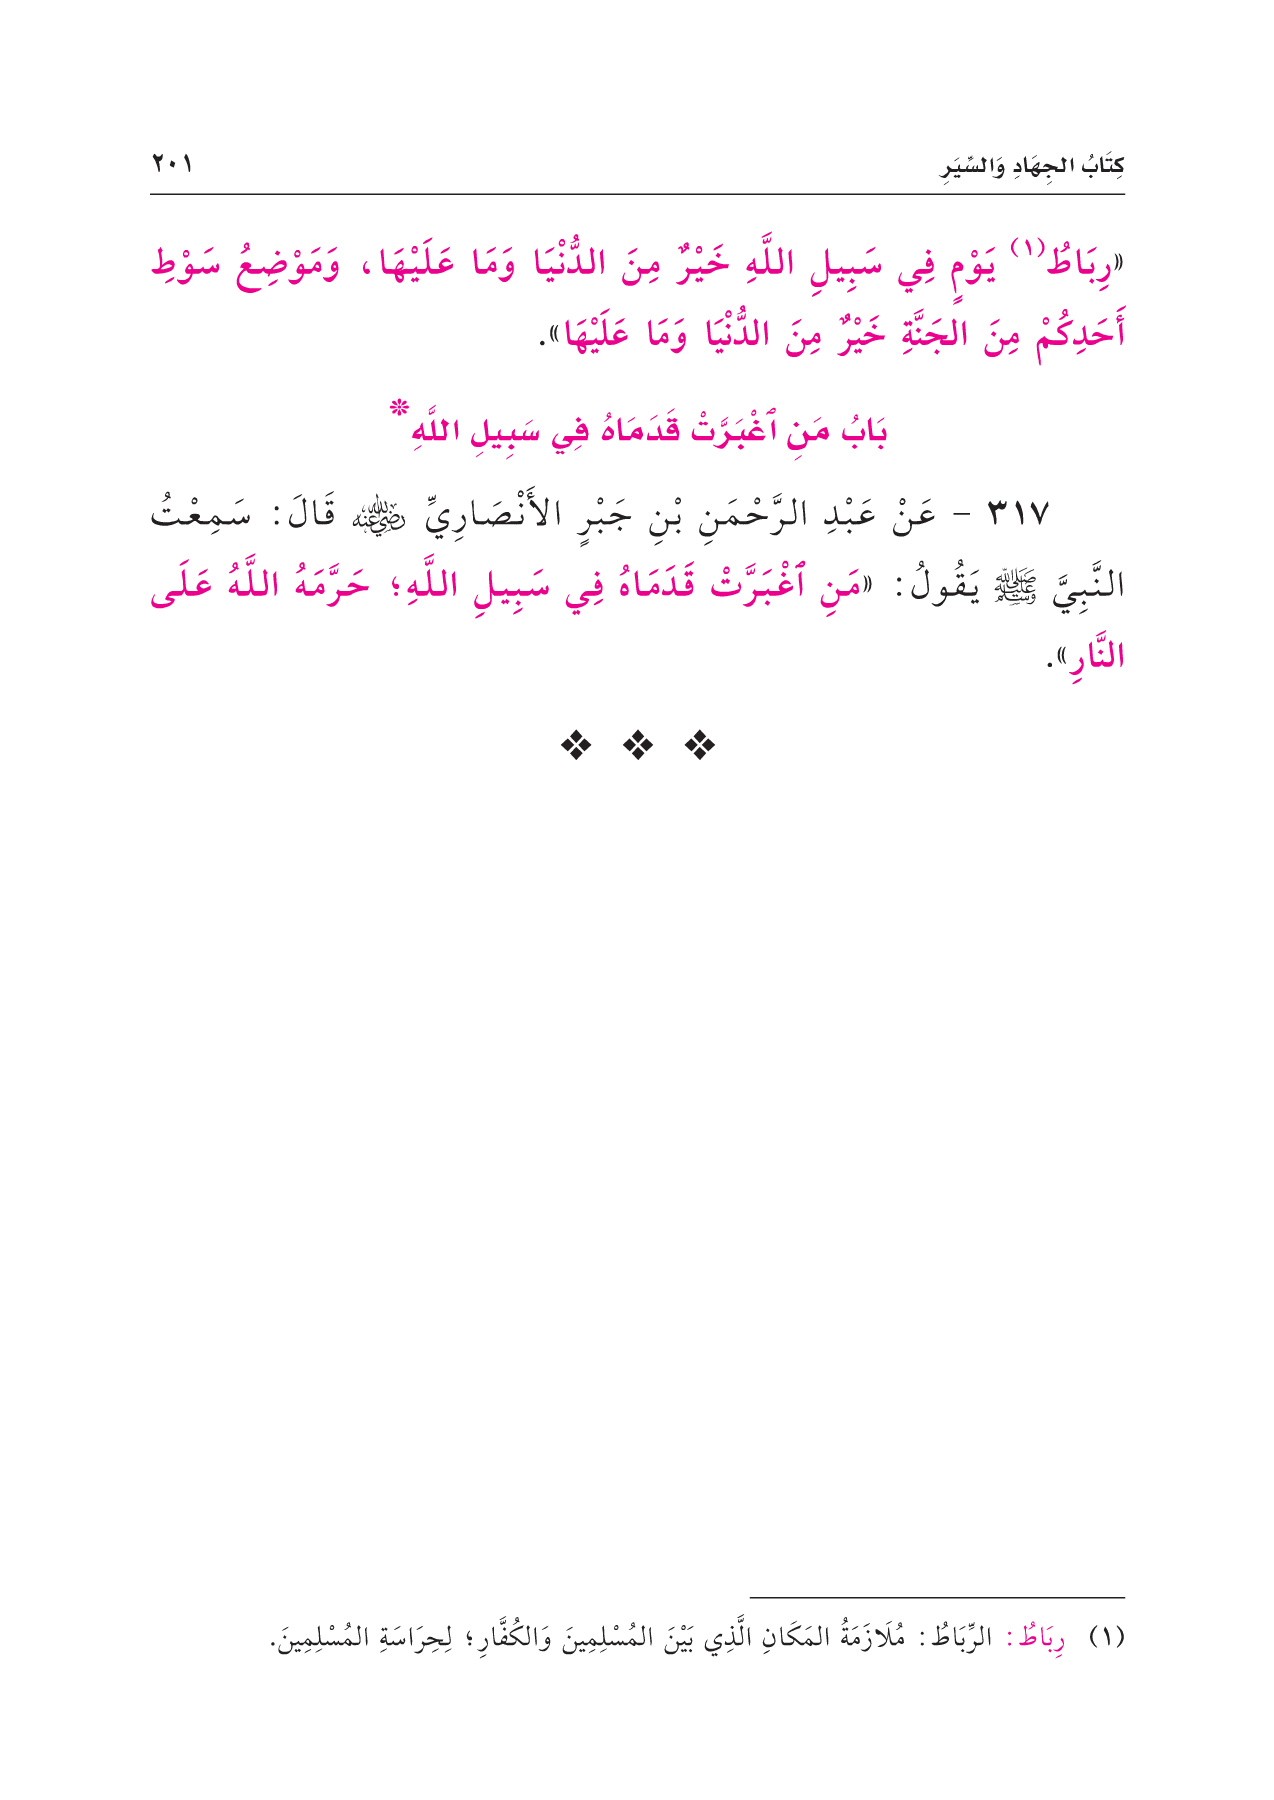 كِتَابُ الجِهَادِ وَالسِّيَرِ ٢٠١
«رِبَاطُ(١) يَوْمٍ فِي سَبِيلِ اللَّهِ خَيْرٌ مِنَ الدُّنْيَا وَمَا عَلَيْهَا، وَمَوْضِعُ سَوْطِ
أَحَدِكُمْ مِنَ الجَنَّةِ خَيْرٌ مِنَ الدُّنْيَا وَمَا عَلَيْهَا».
بَابُ مَنِ ٱغْبَرَّتْ قَدَمَاهُ فِي سَبِيلِ اللَّهِ*
٣١٧ - عَنْ عَبْدِ الرَّحْمَنِ بْنِ جَبْرٍ الأَنْصَارِيِّ رضي الله عنه قَالَ: سَمِعْتُ
النَّبِيَّ ﷺ يَقُولُ: «مَنِ ٱغْبَرَّتْ قَدَمَاهُ فِي سَبِيلِ اللَّهِ؛ حَرَّمَهُ اللَّهُ عَلَى
النَّارِ».
(١) رِبَاطُ: الرِّبَاطُ: مُلَازَمَةُ المَكَانِ الَّذِي بَيْنَ المُسْلِمِينَ وَالكُفَّارِ؛ لِحِرَاسَةِ المُسْلِمِينَ.